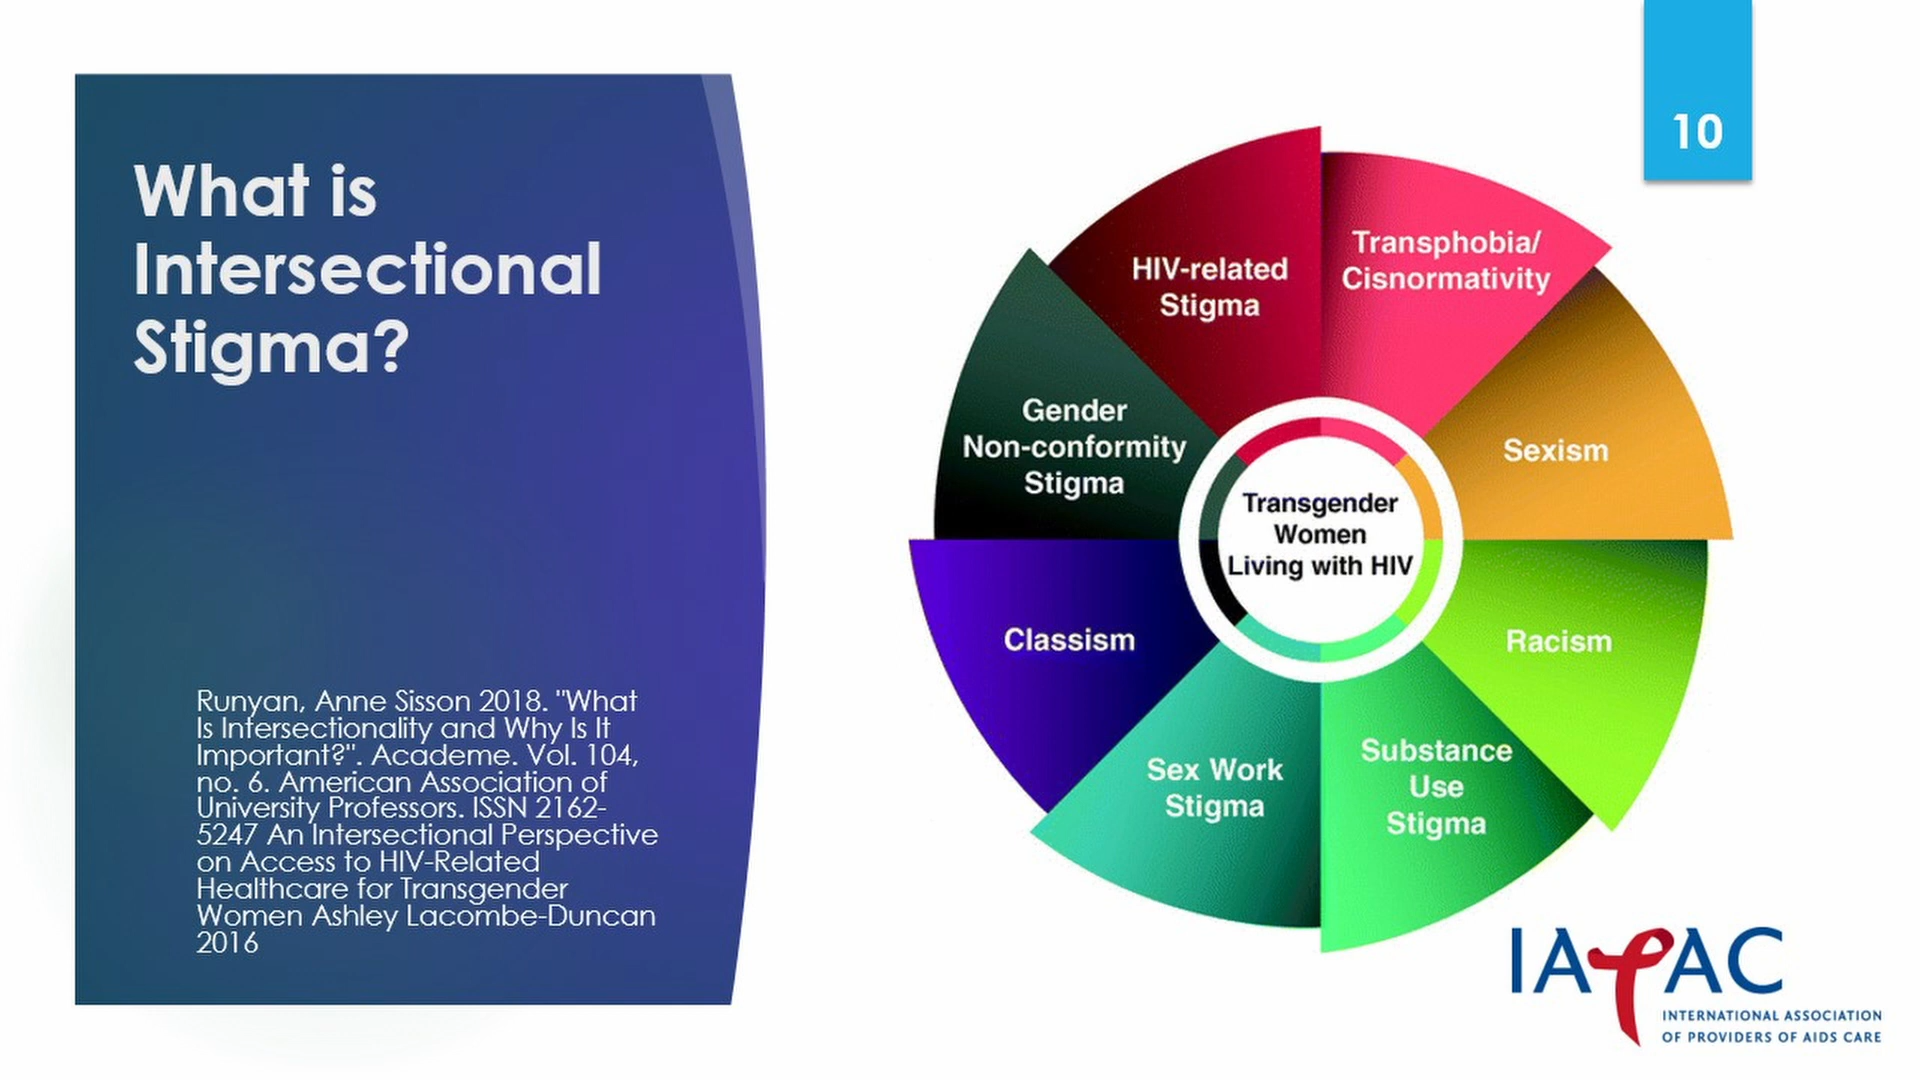 10
What is
Intersectional
Stigma?
Runyan, Anne Sisson 2018. "What
Is Intersectionality and Why Is It
Important?". Academe. Vol. 104,
no. 6. American Association of
University Professors. ISSN 2162-
5247 An Intersectional Perspective
on Access to HIV-Related
Healthcare for Transgender
Women Ashley Lacombe-Duncan
2016
HIV-related
Stigma
Transphobia/
Cisnormativity
Sexism
Racism
Substance
Use
Stigma
Sex Work
Stigma
Classism
Gender
Non-conformity
Stigma
Transgender
Women
Living with HIV
IAPAC
INTERNATIONAL ASSOCIATION
OF PROVIDERS OF AIDS CARE